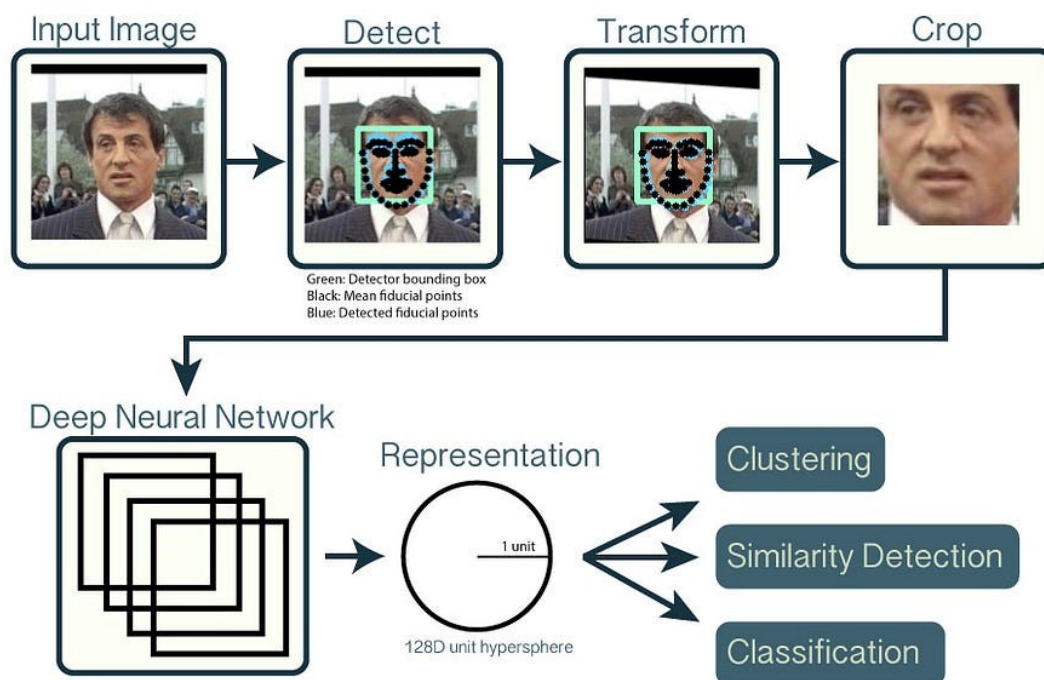 Input Image
Detect
Transform
Crop
Green: Detector bounding box
Black: Mean fiducial points
Blue: Detected fiducial points
Deep Neural Network
Representation
1 unit
128D unit hypersphere
Clustering
Similarity Detection
Classification